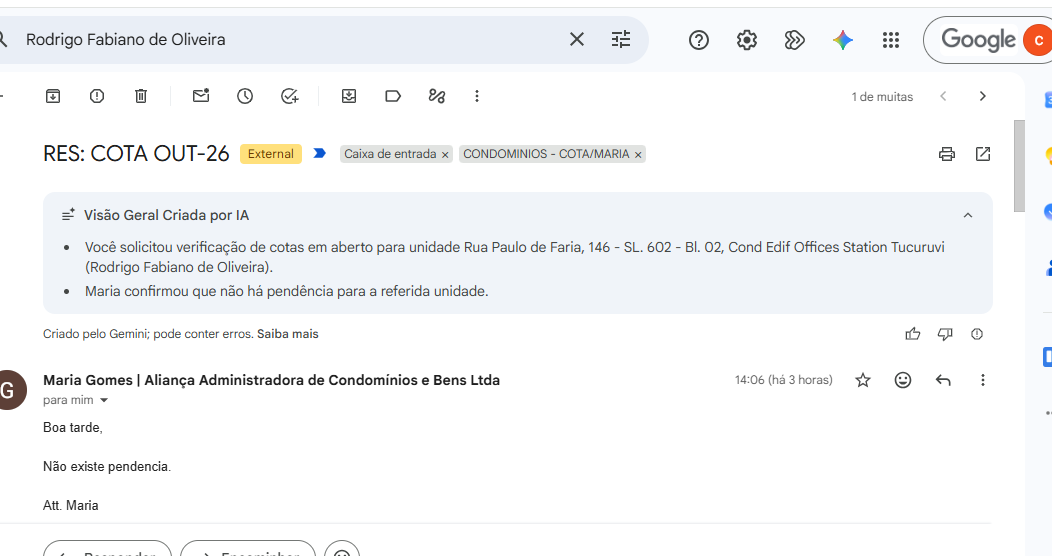 Rodrigo Fabiano de Oliveira
Google
c
1 de muitas
RES: COTA OUT-26 External Caixa de entrada × CONDOMINIOS - COTA/MARIA ×
Visão Geral Criada por IA
• Você solicitou verificação de cotas em aberto para unidade Rua Paulo de Faria, 146 - SL. 602 - Bl. 02, Cond Edif Offices Station Tucuruvi
(Rodrigo Fabiano de Oliveira).
• Maria confirmou que não há pendência para a referida unidade.
Criado pelo Gemini; pode conter erros. Saiba mais
G
Maria Gomes | Aliança Administradora de Condomínios e Bens Ltda 14:06 (há 3 horas)
para mim
Boa tarde,
Não existe pendencia.
Att. Maria
Responder Encaminhar